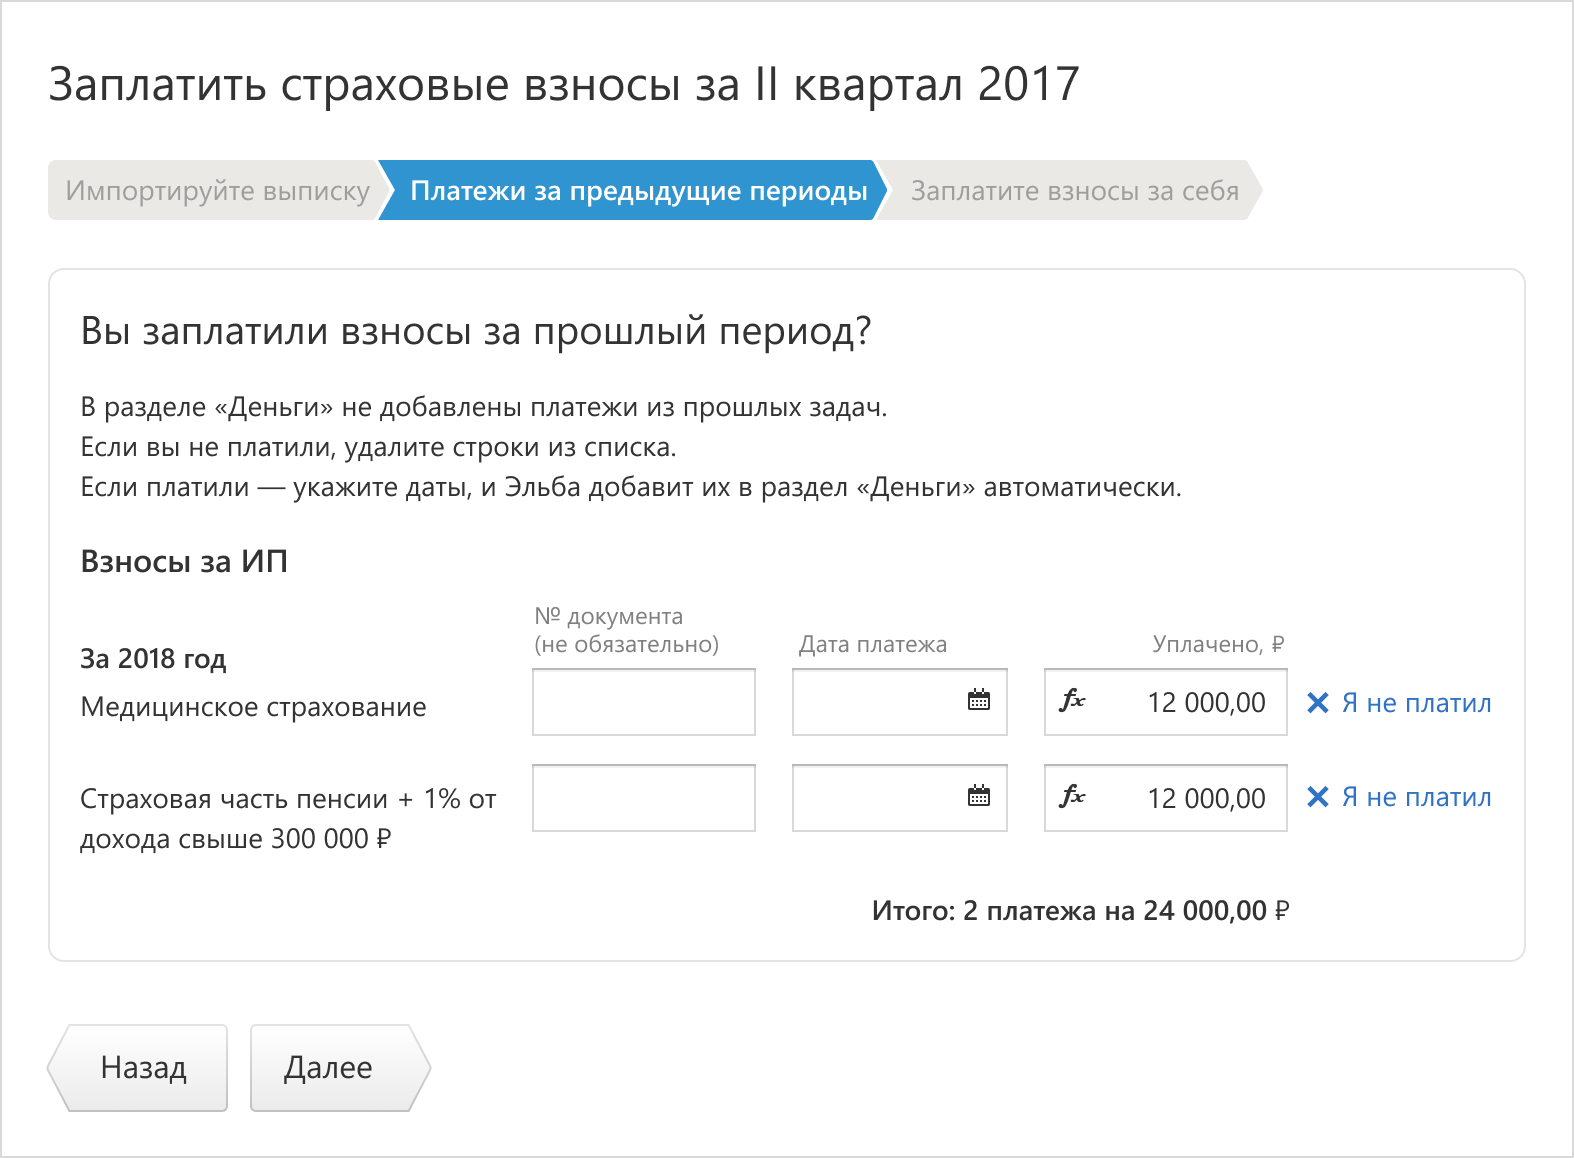 Заплатить страховые взносы за II квартал 2017
Импортируйте выписку
Платежи за предыдущие периоды
Заплатите взносы за себя
Вы заплатили взносы за прошлый период?
В разделе «Деньги» не добавлены платежи из прошлых задач.
Если вы не платили, удалите строки из списка.
Если платили — укажите даты, и Эльба добавит их в раздел «Деньги» автоматически.
Взносы за ИП
№ документа
(не обязательно)
Дата платежа
Уплачено, ₽
За 2018 год
Медицинское страхование
fx 12 000,00
Я не платил
Страховая часть пенсии + 1% от
дохода свыше 300 000 ₽
fx 12 000,00
Я не платил
Итого: 2 платежа на 24 000,00 ₽
Назад
Далее